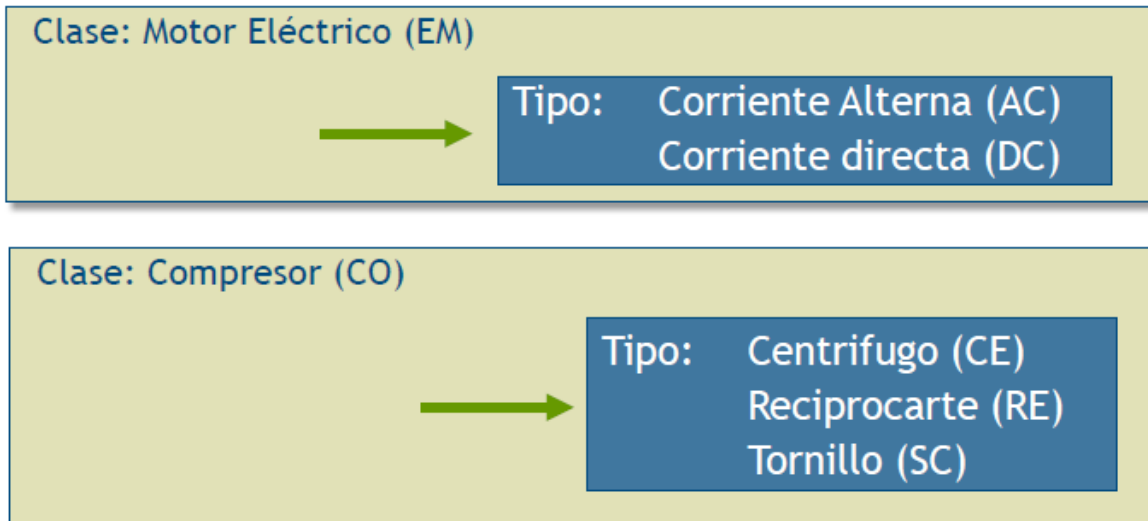 Clase: Motor Eléctrico (EM)
Tipo: Corriente Alterna (AC)
Corriente directa (DC)
Clase: Compresor (CO)
Tipo: Centrifugo (CE)
Reciprocarte (RE)
Tornillo (SC)